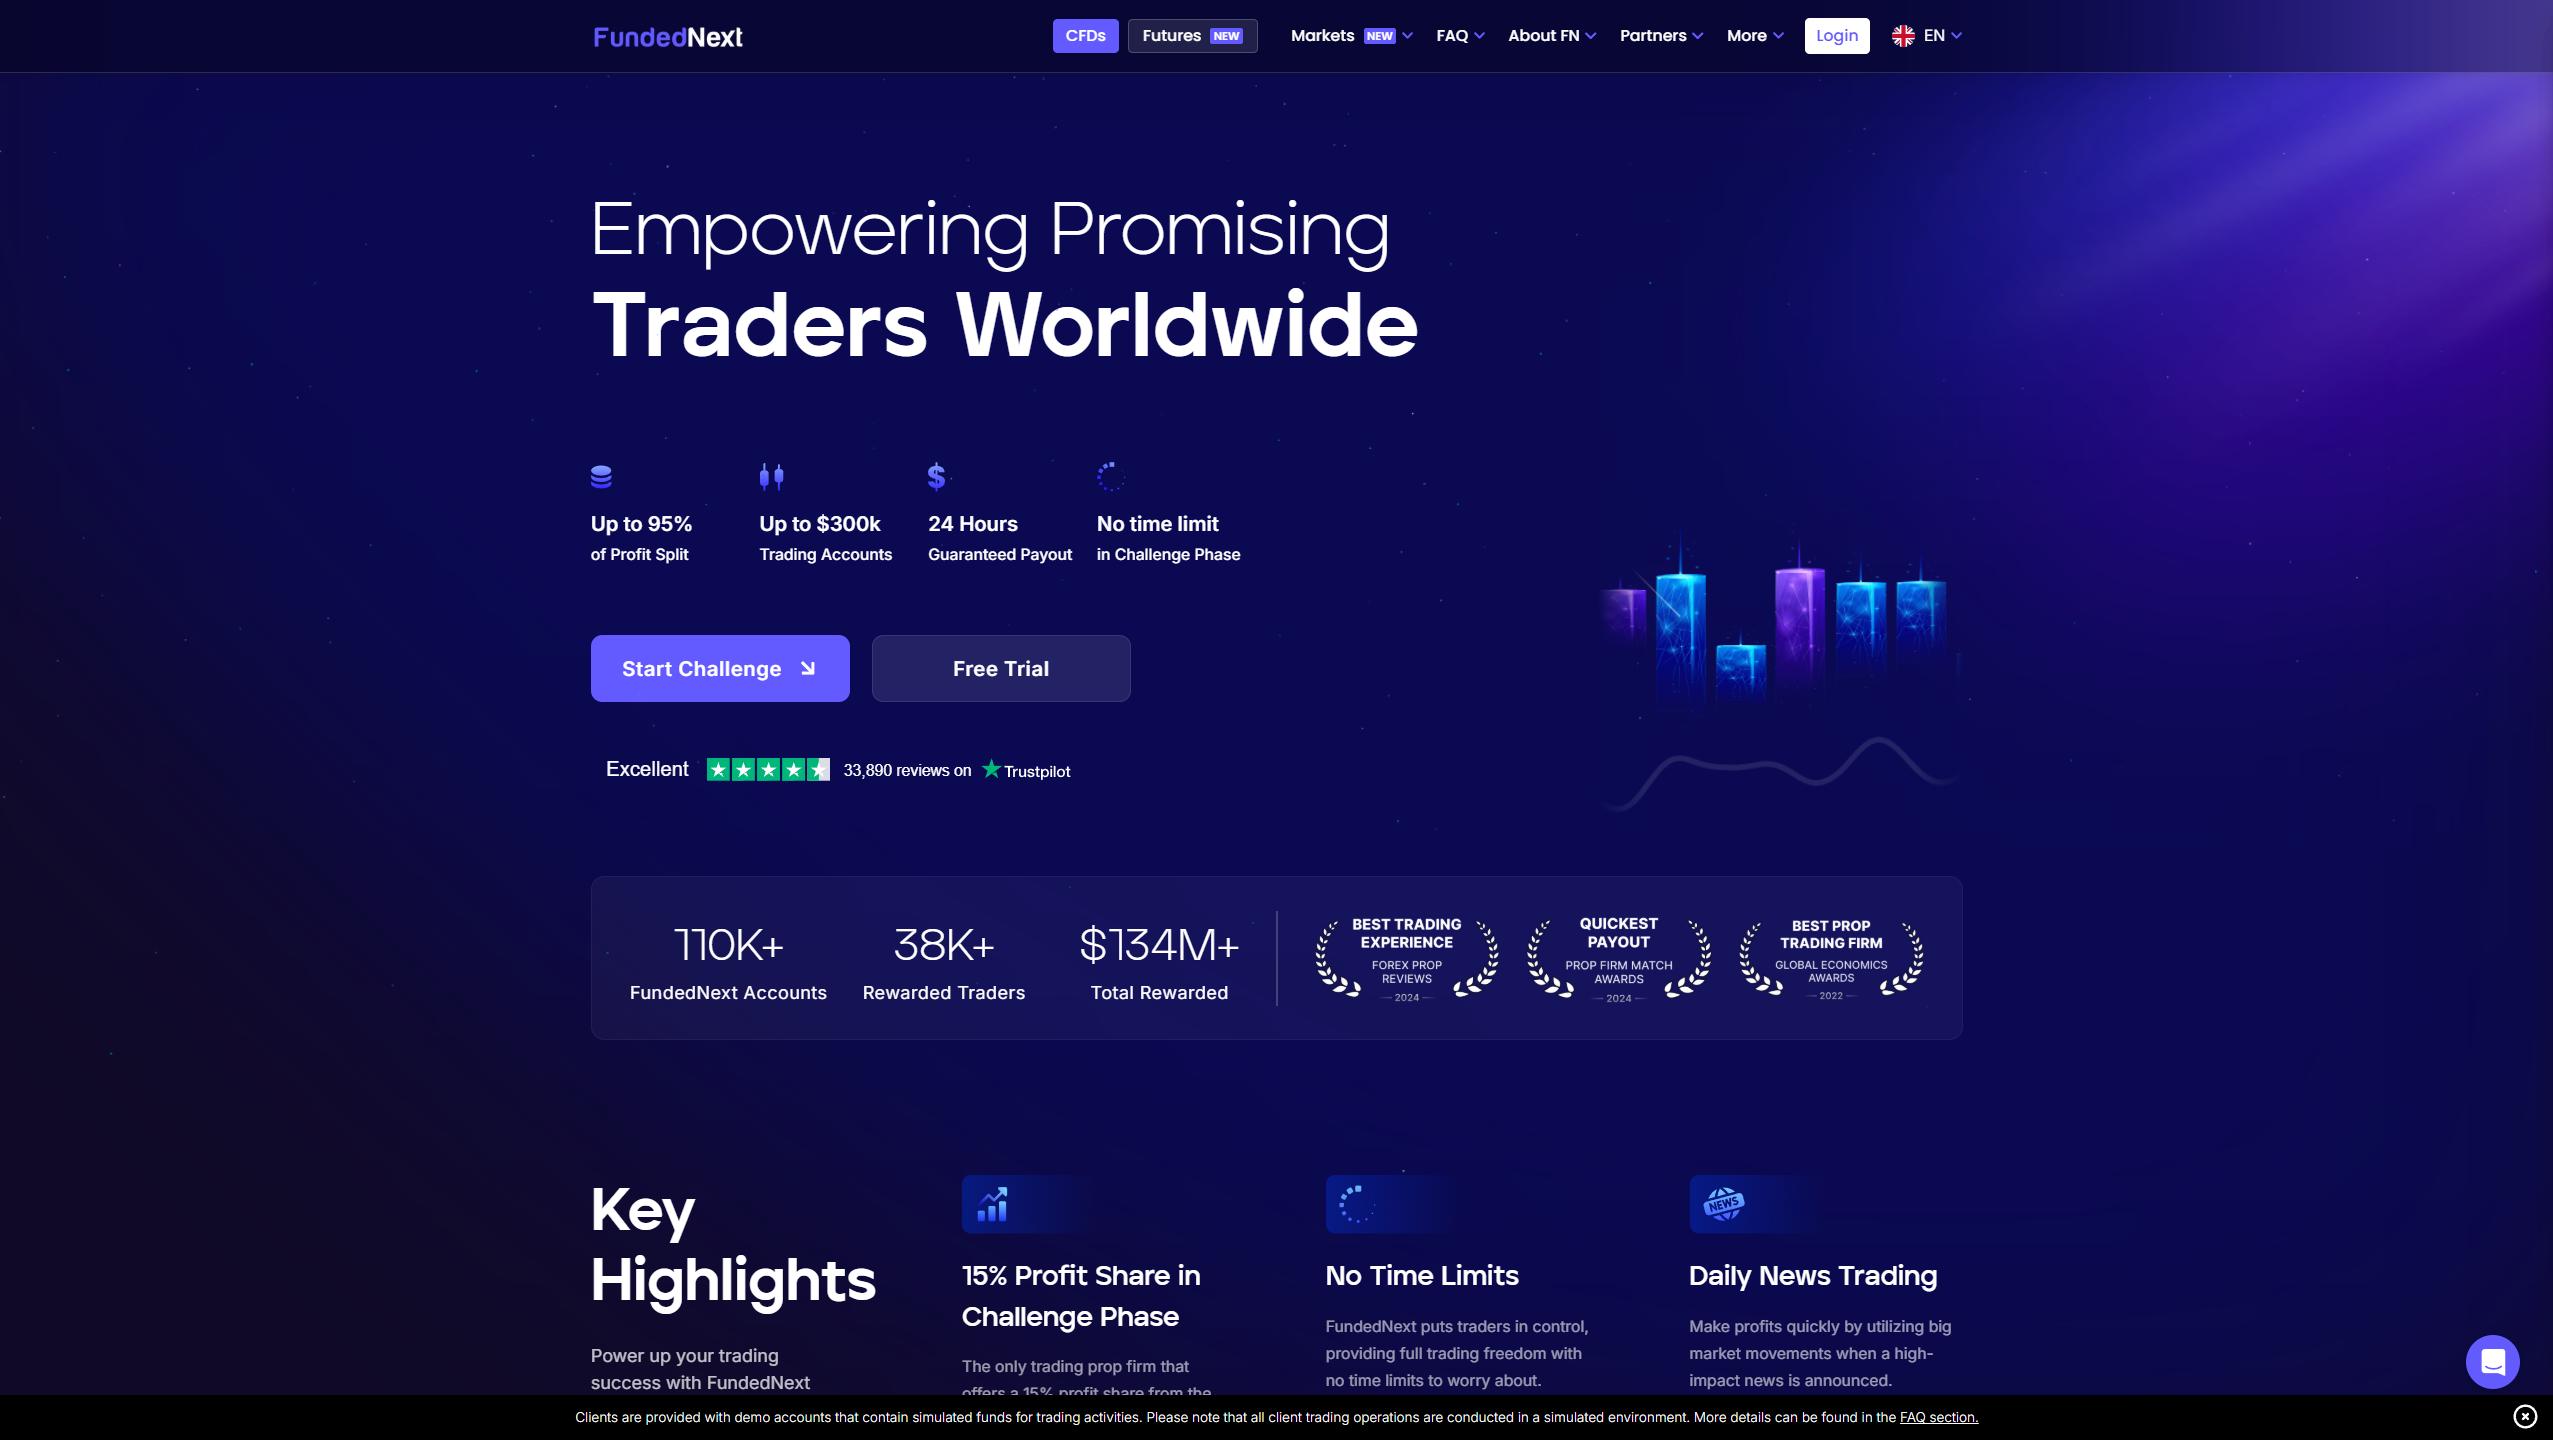 FundedNext
CFDs
Futures NEW
Markets NEW
FAQ
About FN
Partners
More
Login
EN
Empowering Promising
Traders Worldwide
Up to 95%
of Profit Split
Up to $300k
Trading Accounts
24 Hours
Guaranteed Payout
No time limit
in Challenge Phase
Start Challenge
Free Trial
Excellent
33,890 reviews on
Trustpilot
110K+
FundedNext Accounts
38K+
Rewarded Traders
$134M+
Total Rewarded
BEST TRADING
EXPERIENCE
FOREX PROP
REVIEWS
2024
QUICKEST
PAYOUT
PROP FIRM MATCH
AWARDS
2024
BEST PROP
TRADING FIRM
GLOBAL ECONOMICS
AWARDS
2022
Key
Highlights
Power up your trading
success with FundedNext
15% Profit Share in
Challenge Phase
The only trading prop firm that
offers a 15% profit share from the
No Time Limits
FundedNext puts traders in control,
providing full trading freedom with
no time limits to worry about.
NEWS
Daily News Trading
Make profits quickly by utilizing big
market movements when a high-
impact news is announced.
Clients are provided with demo accounts that contain simulated funds for trading activities. Please note that all client trading operations are conducted in a simulated environment. More details can be found in the FAQ section.